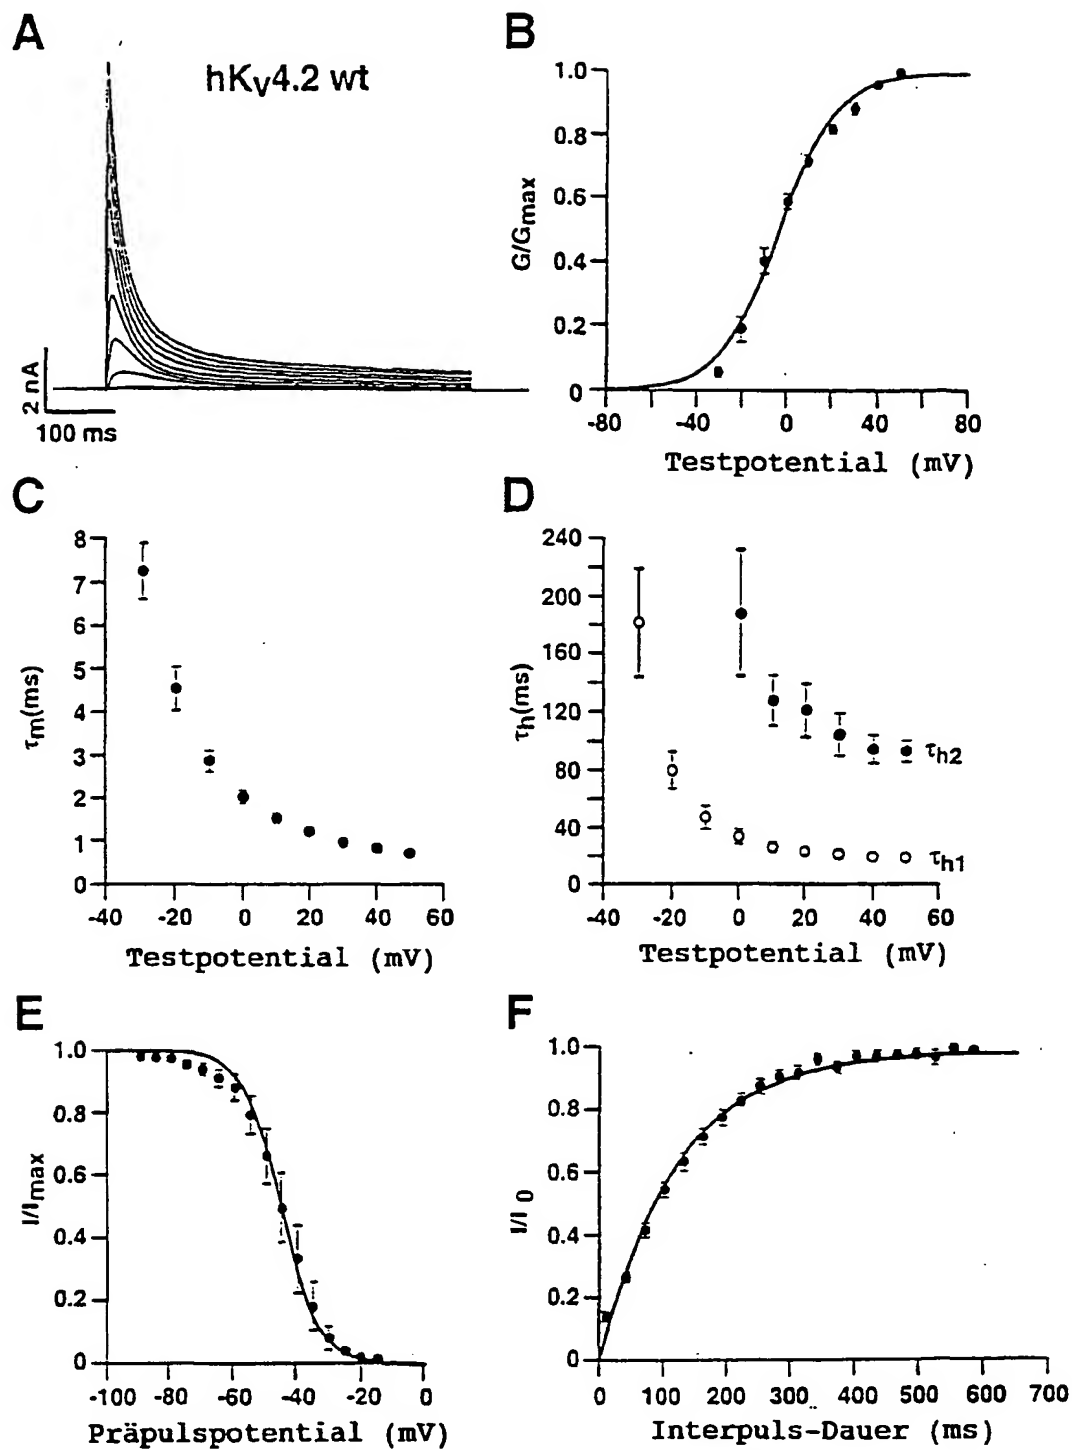 A
hKv4.2 wt
2 nA
100 ms
B
G/Gmax
1.0
0.8
0.6
0.4
0.2
0
-80 -40 0 40 80
Testpotential (mV)
C
τm(ms)
8
7
6
5
4
3
2
1
0
-40 -20 0 20 40 60
Testpotential (mV)
D
τh(ms)
240
200
160
120
80
40
0
τh2
τh1
-40 -20 0 20 40 60
Testpotential (mV)
E
I/Imax
1.0
0.8
0.6
0.4
0.2
0
-100 -80 -60 -40 -20 0
Präpulspotential (mV)
F
I/I0
1.0
0.8
0.6
0.4
0.2
0
0 100 200 300 400 500 600 700
Interpuls-Dauer (ms)